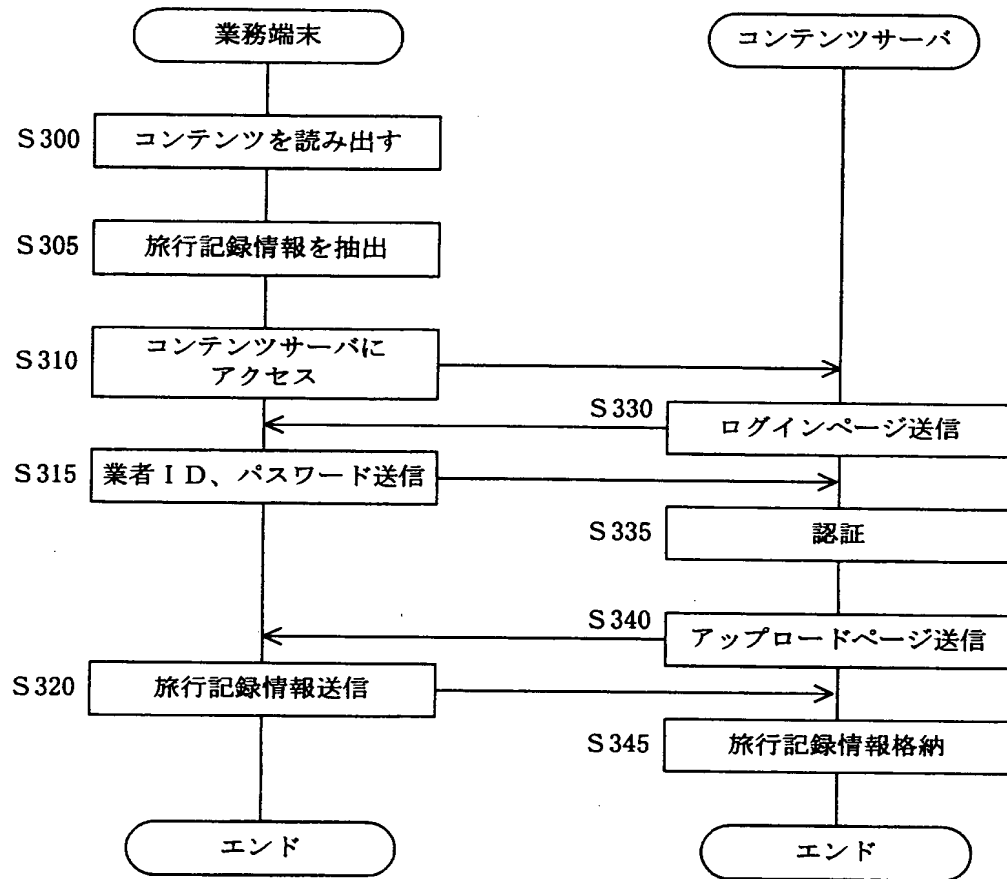 業務端末
コンテンツサーバ
S300
コンテンツを読み出す
S305
旅行記録情報を抽出
S310
コンテンツサーバに
アクセス
S330
ログインページ送信
S315
業者ID、パスワード送信
S335
認証
S340
アップロードページ送信
S320
旅行記録情報送信
S345
旅行記録情報格納
エンド
エンド